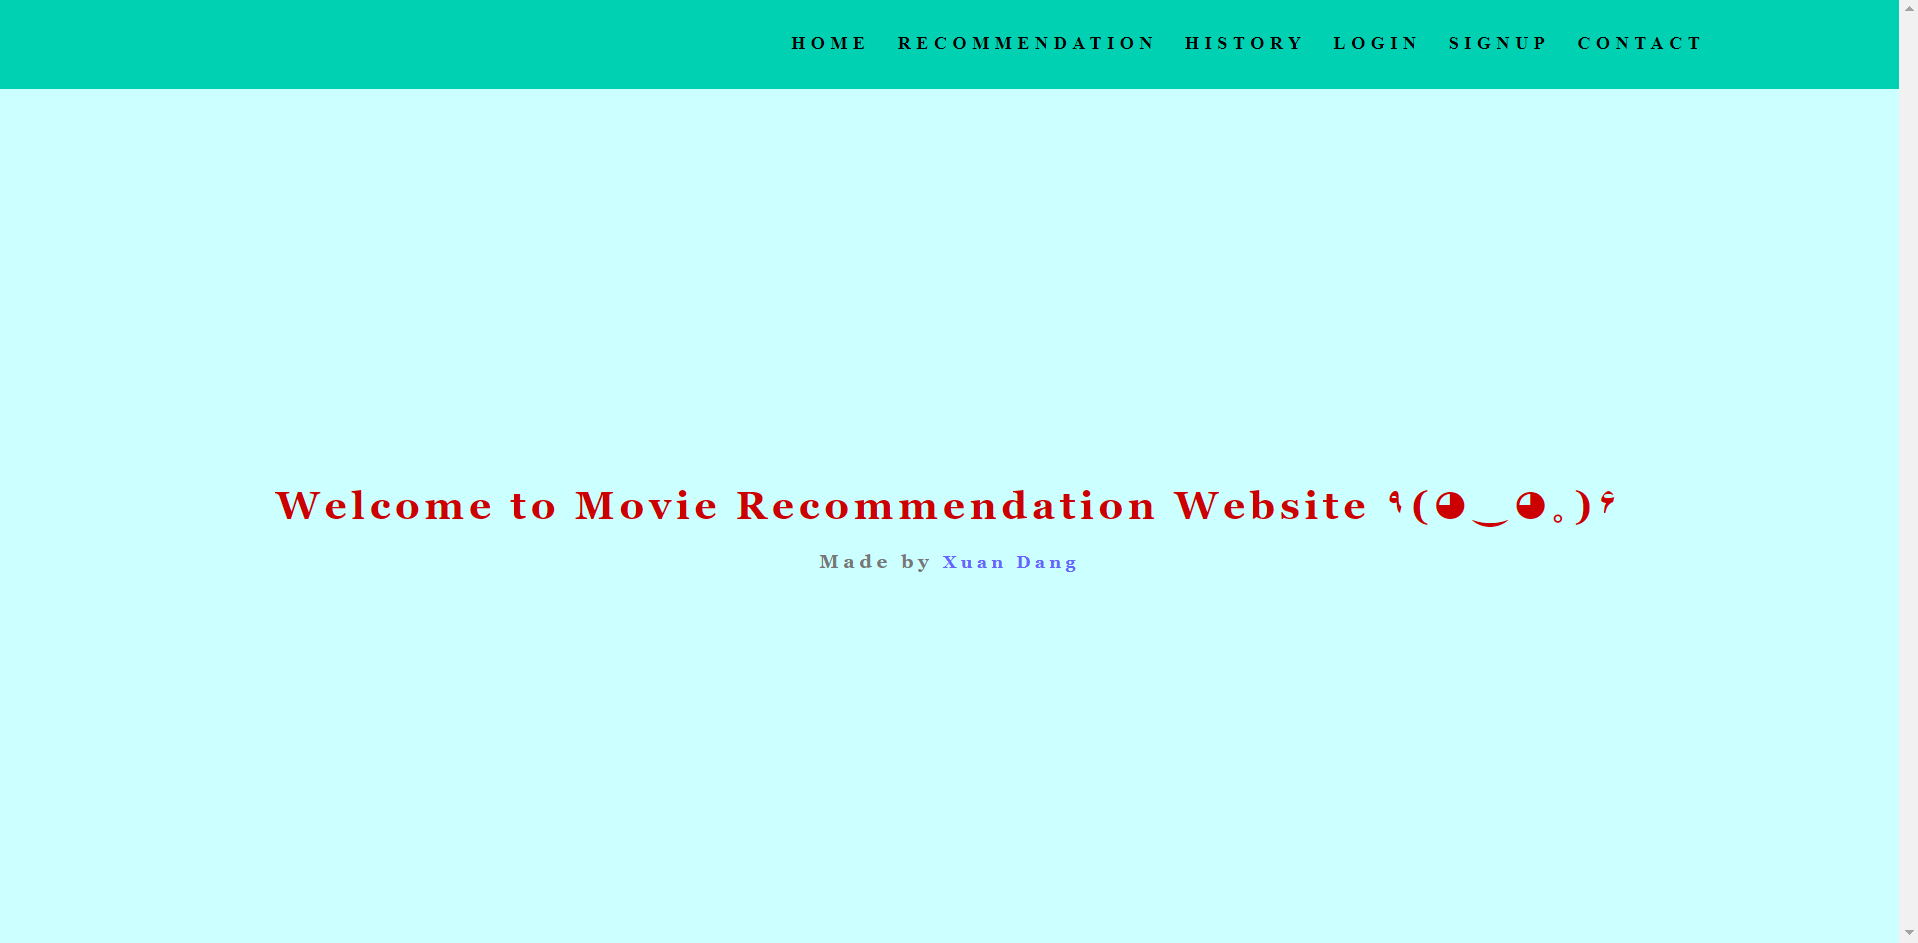 HOME RECOMMENDATION HISTORY LOGIN SIGNUP CONTACT
Welcome to Movie Recommendation Website ٩(◕‿◕｡)۶
Made by Xuan Dang